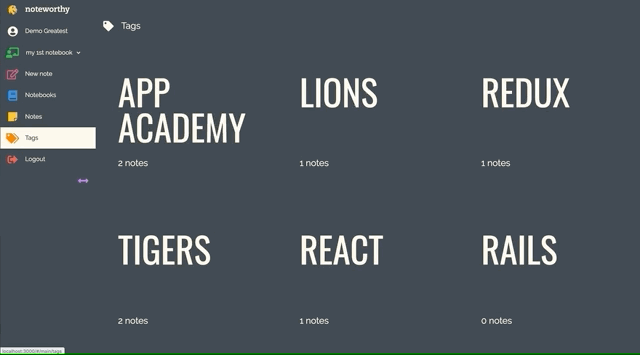 noteworthy
Demo Greatest
my 1st notebook
New note
Notebooks
Notes
Tags
Logout
Tags
APP
ACADEMY
2 notes
LIONS
1 notes
REDUX
1 notes
TIGERS
2 notes
REACT
1 notes
RAILS
0 notes
localhost:3000/#/main/tags